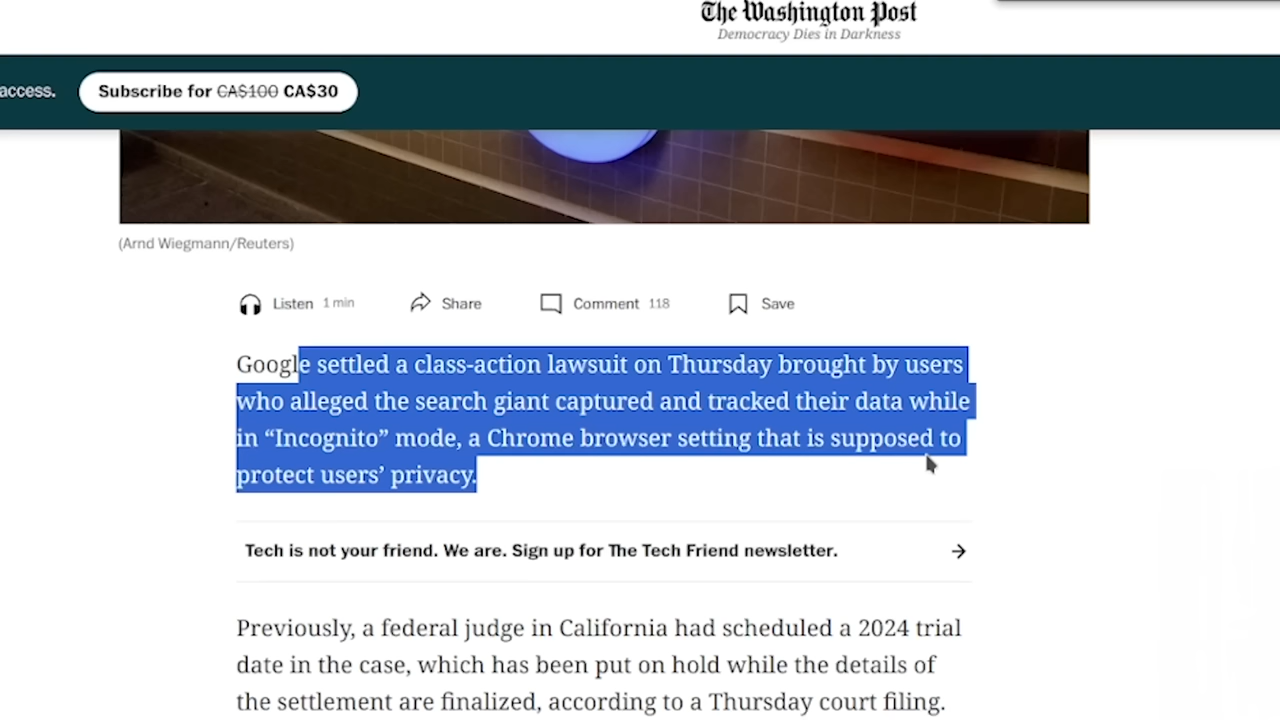 The Washington Post
Democracy Dies in Darkness
access.
Subscribe for CA$100 CA$30
(Arnd Wiegmann/Reuters)
Listen 1 min Share Comment 118 Save
Google settled a class-action lawsuit on Thursday brought by users
who alleged the search giant captured and tracked their data while
in “Incognito” mode, a Chrome browser setting that is supposed to
protect users’ privacy.
Tech is not your friend. We are. Sign up for The Tech Friend newsletter.
Previously, a federal judge in California had scheduled a 2024 trial
date in the case, which has been put on hold while the details of
the settlement are finalized, according to a Thursday court filing.